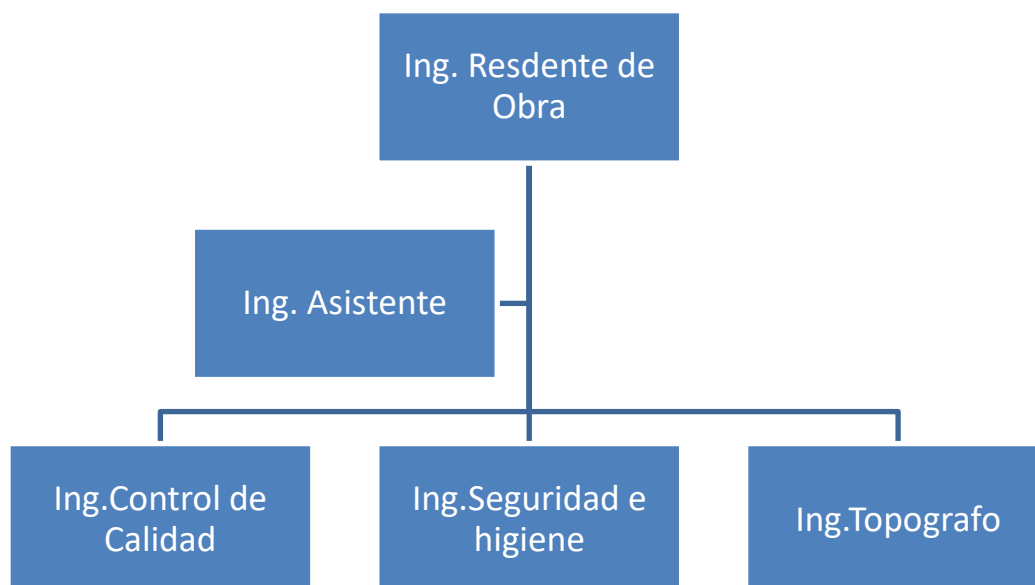 Ing. Resdente de
Obra
Ing. Asistente
Ing.Control de
Calidad
Ing.Seguridad e
higiene
Ing.Topografo